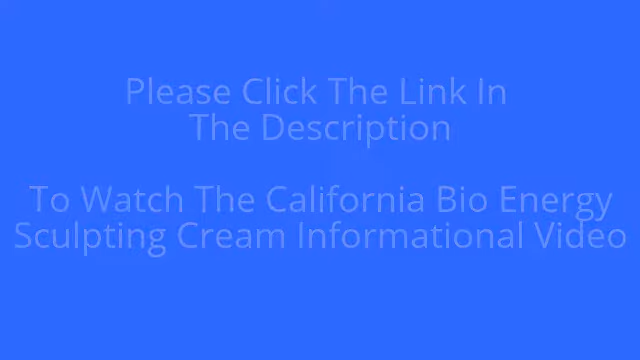 Please Click The Link In
The Description
To Watch The California Bio Energy
Sculpting Cream Informational Video